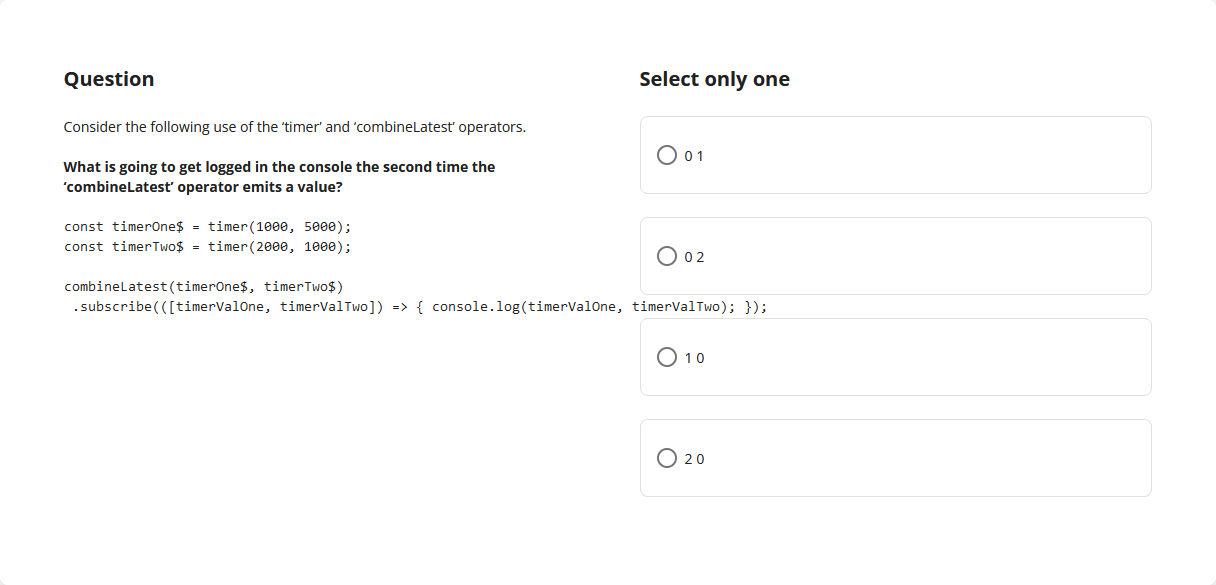 Question
Consider the following use of the ‘timer’ and ‘combineLatest’ operators.
What is going to get logged in the console the second time the
‘combineLatest’ operator emits a value?
const timerOne$ = timer(1000, 5000);
const timerTwo$ = timer(2000, 1000);
combineLatest(timerOne$, timerTwo$)
.subscribe(([timerValOne, timerValTwo]) => { console.log(timerValOne, timerValTwo); });
Select only one
0 1
0 2
1 0
2 0